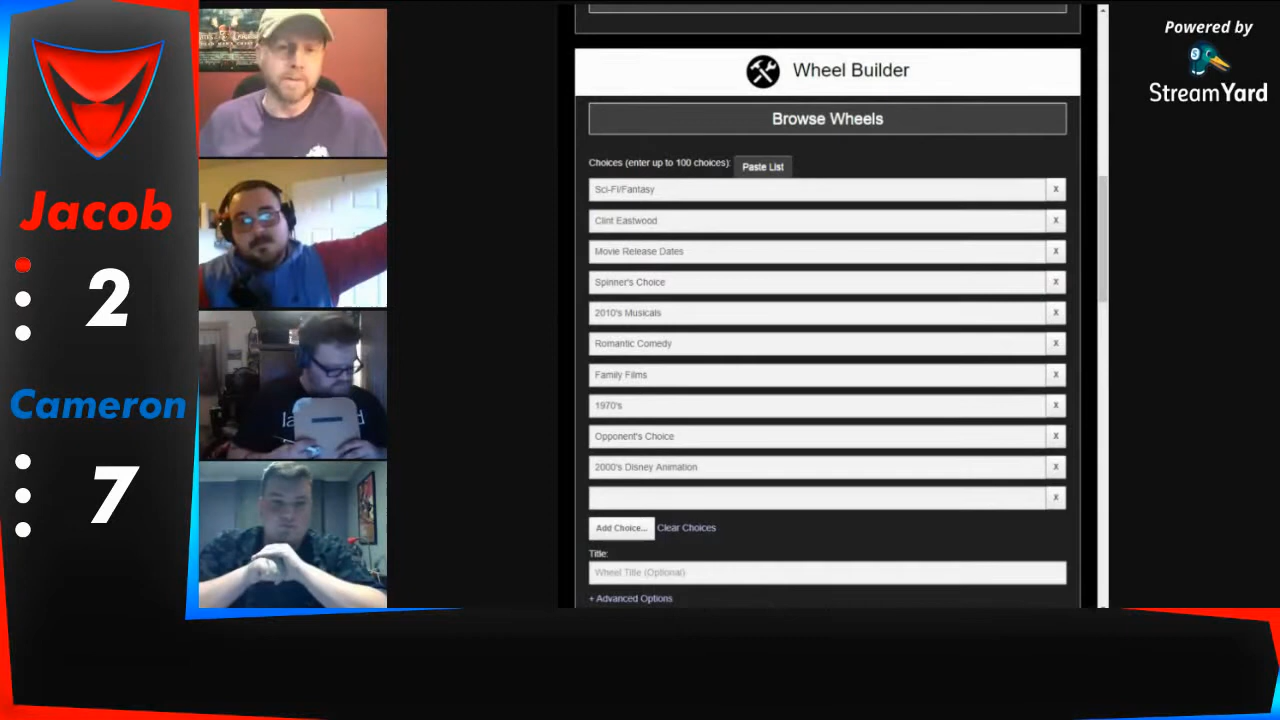 Powered by
StreamYard
Jacob
2
Cameron
7
Wheel Builder
Browse Wheels
Choices (enter up to 100 choices):
Paste List
Sci-Fi/Fantasy
X
Clint Eastwood
X
Movie Release Dates
X
Spinner's Choice
X
2010's Musicals
X
Romantic Comedy
X
Family Films
X
1970's
X
Opponent's Choice
X
2000's Disney Animation
X
X
Add Choice...
Clear Choices
Title:
Wheel Title (Optional)
+ Advanced Options